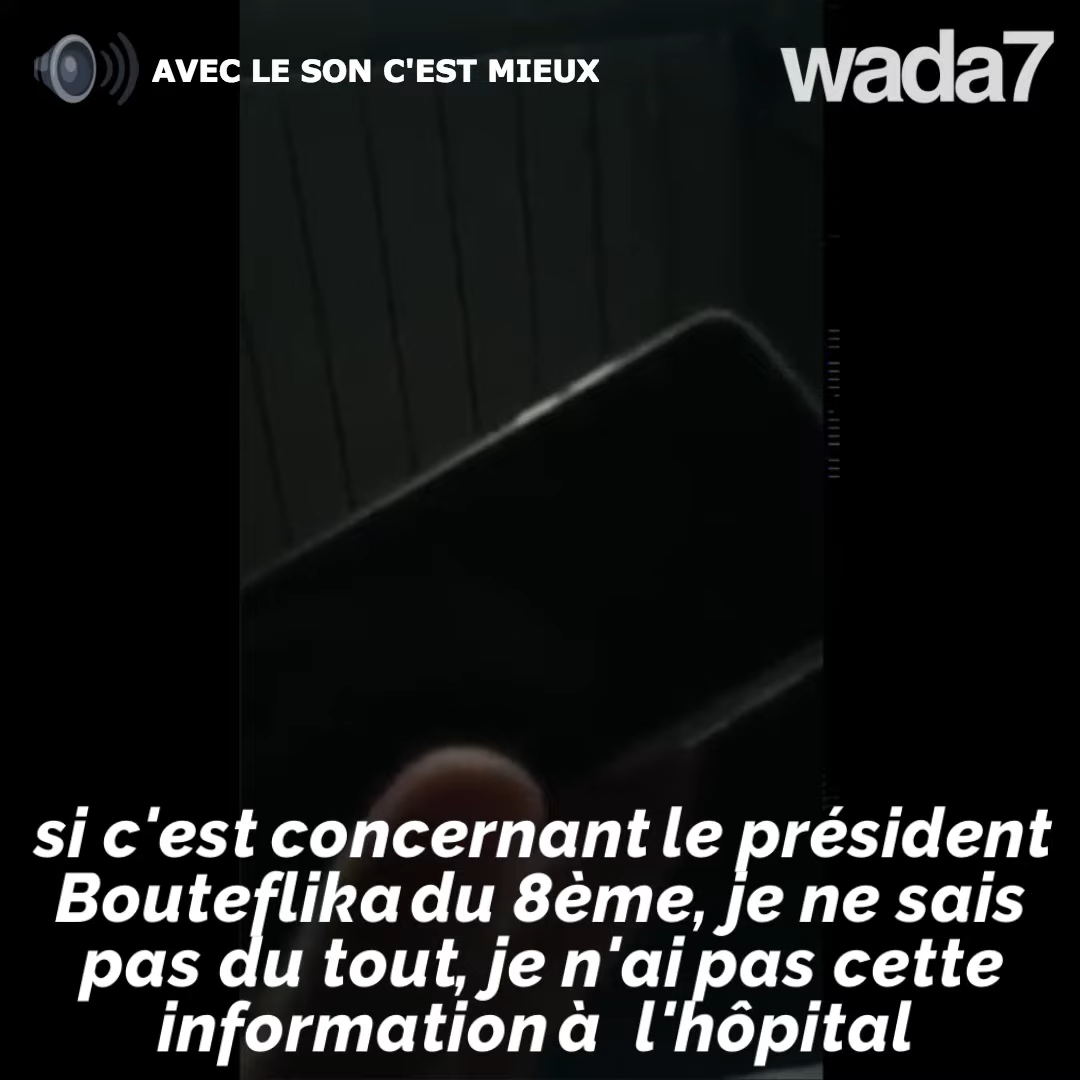 AVEC LE SON C'EST MIEUX
wada7
si c'est concernant le président
Bouteflika du 8ème, je ne sais
pas du tout, je n'ai pas cette
information à l'hôpital